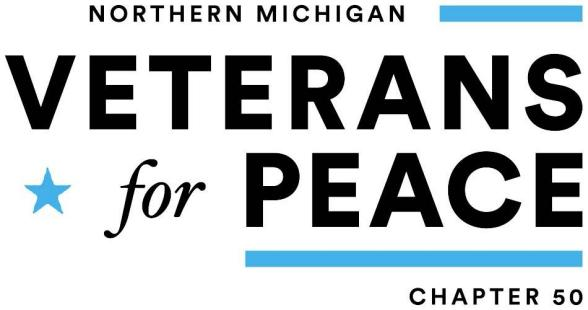 NORTHERN MICHIGAN
VETERANS
for PEACE
CHAPTER 50